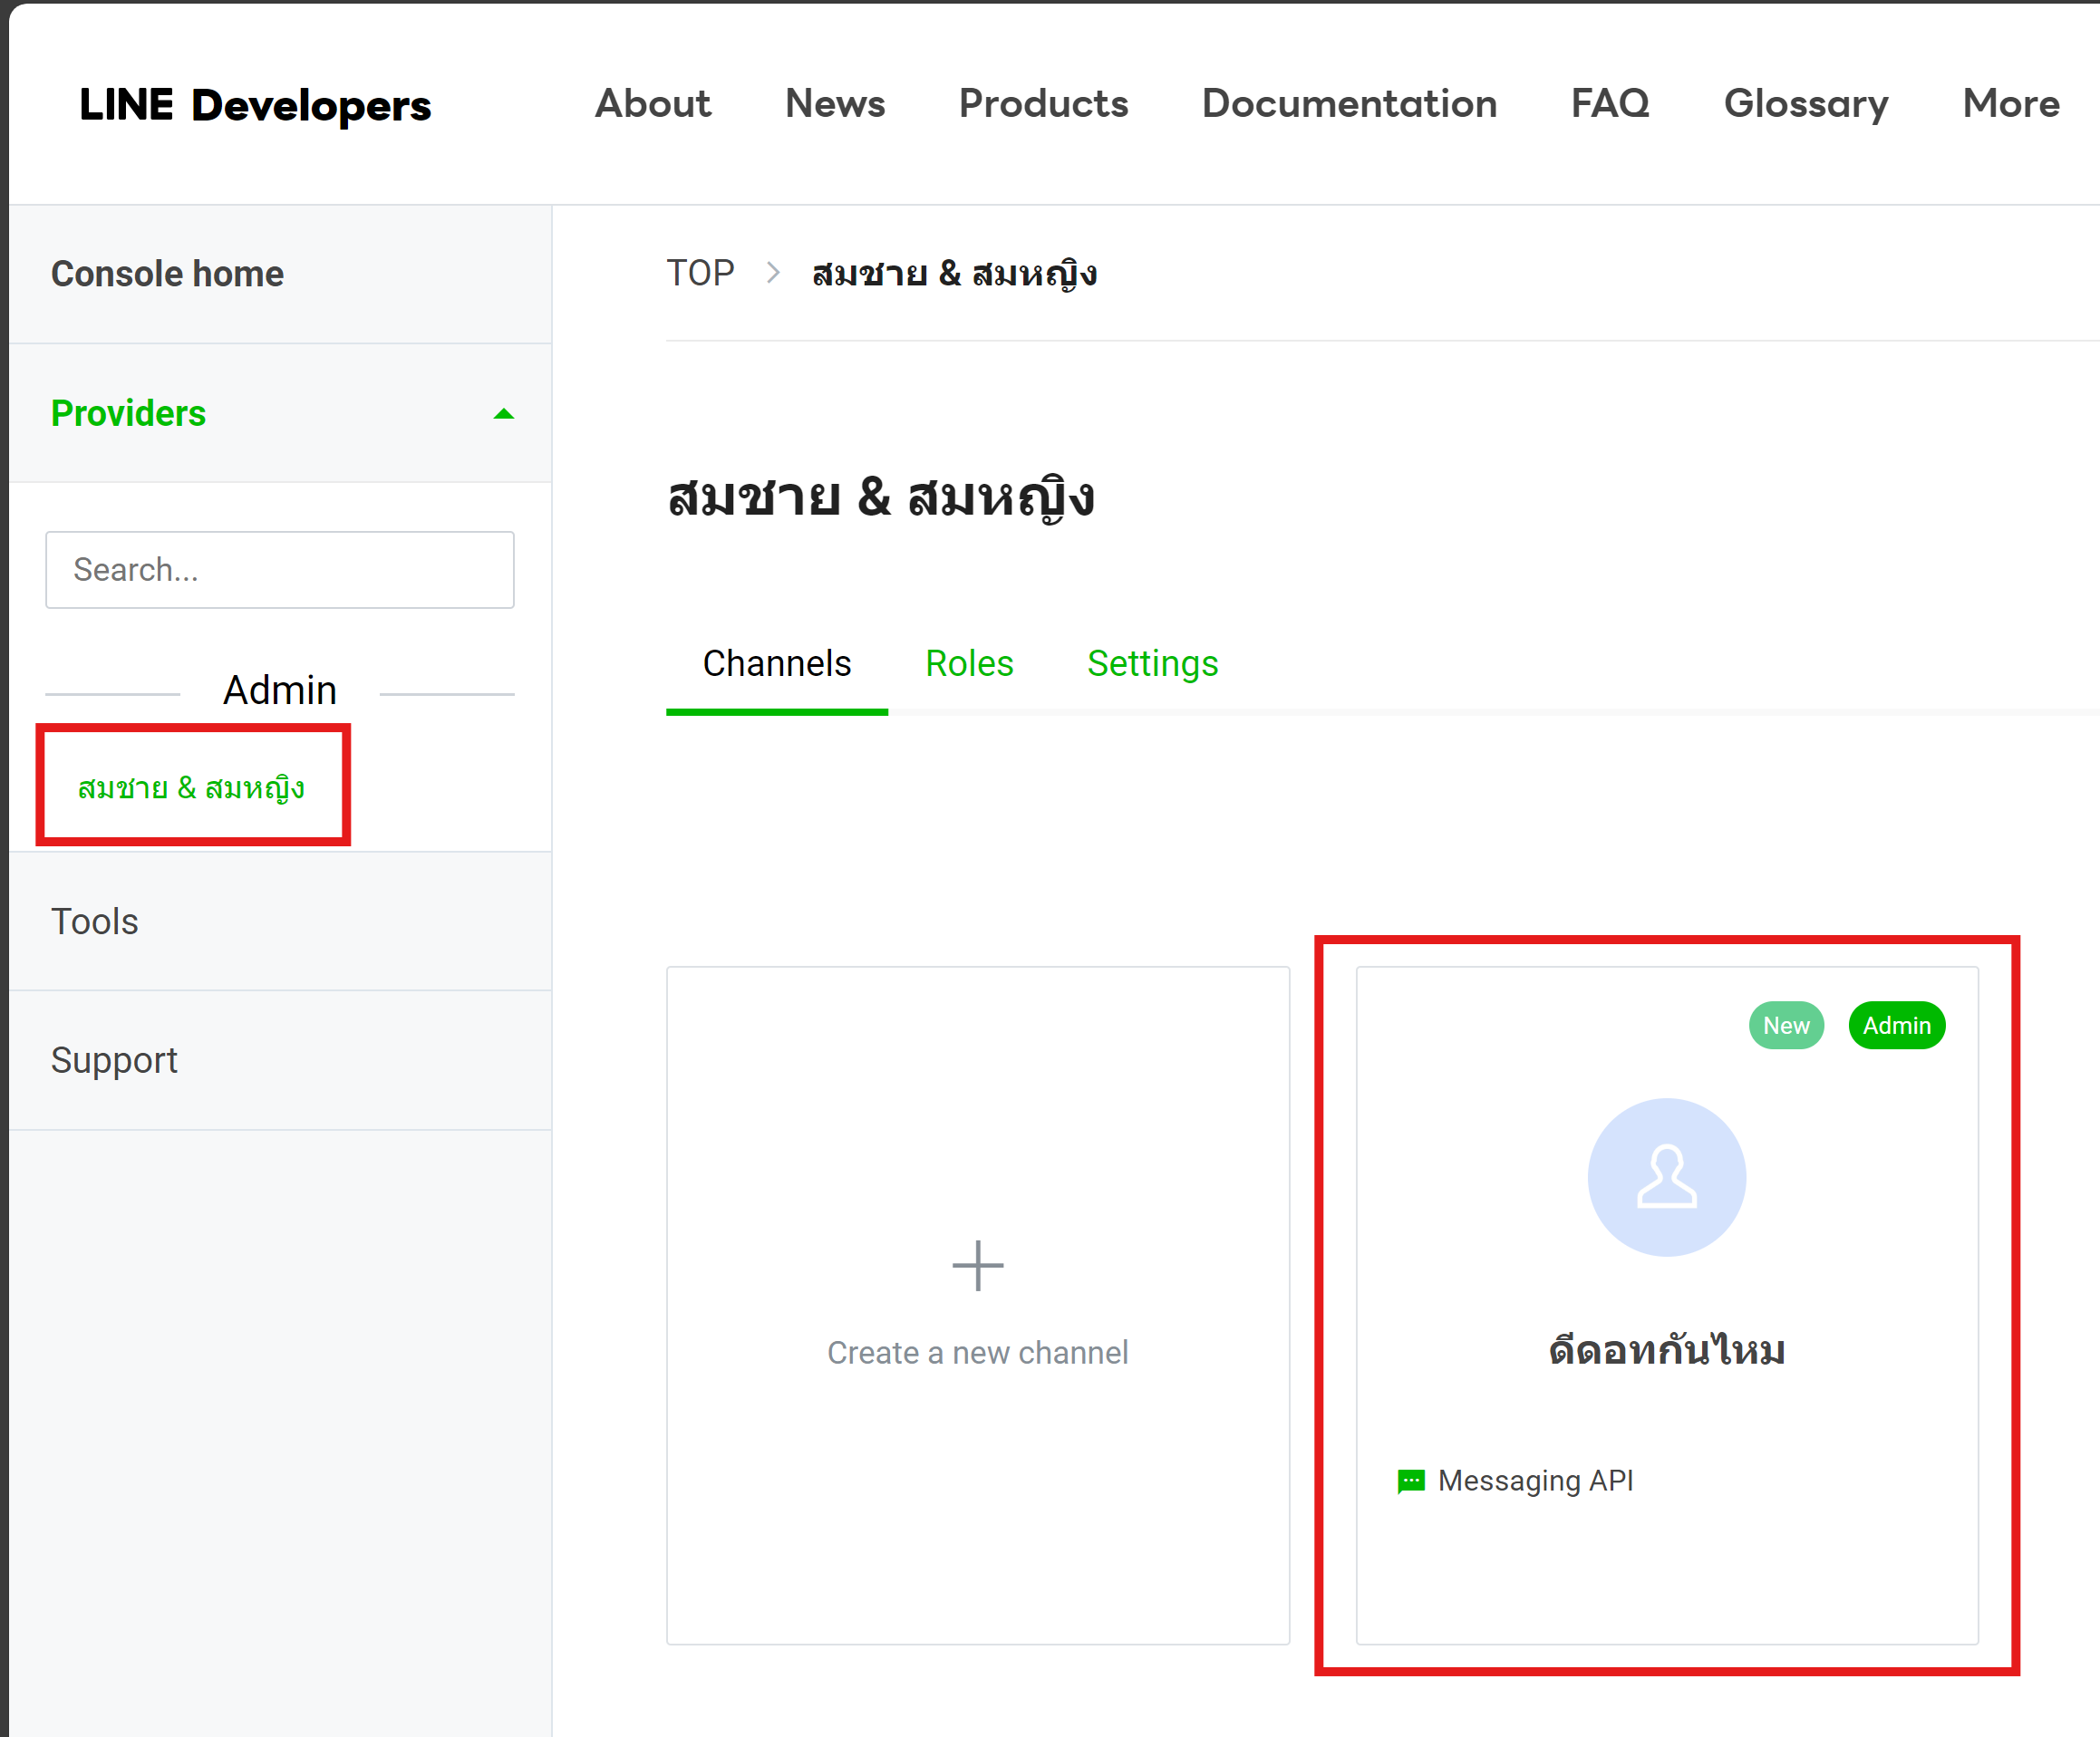 LINE Developers
About News Products Documentation FAQ Glossary More
Console home
Providers
Search...
Admin
สมชาย & สมหญิง
Tools
Support
TOP > สมชาย & สมหญิง
สมชาย & สมหญิง
Channels Roles Settings
Create a new channel
New Admin
ดีดอทกันไหม
Messaging API